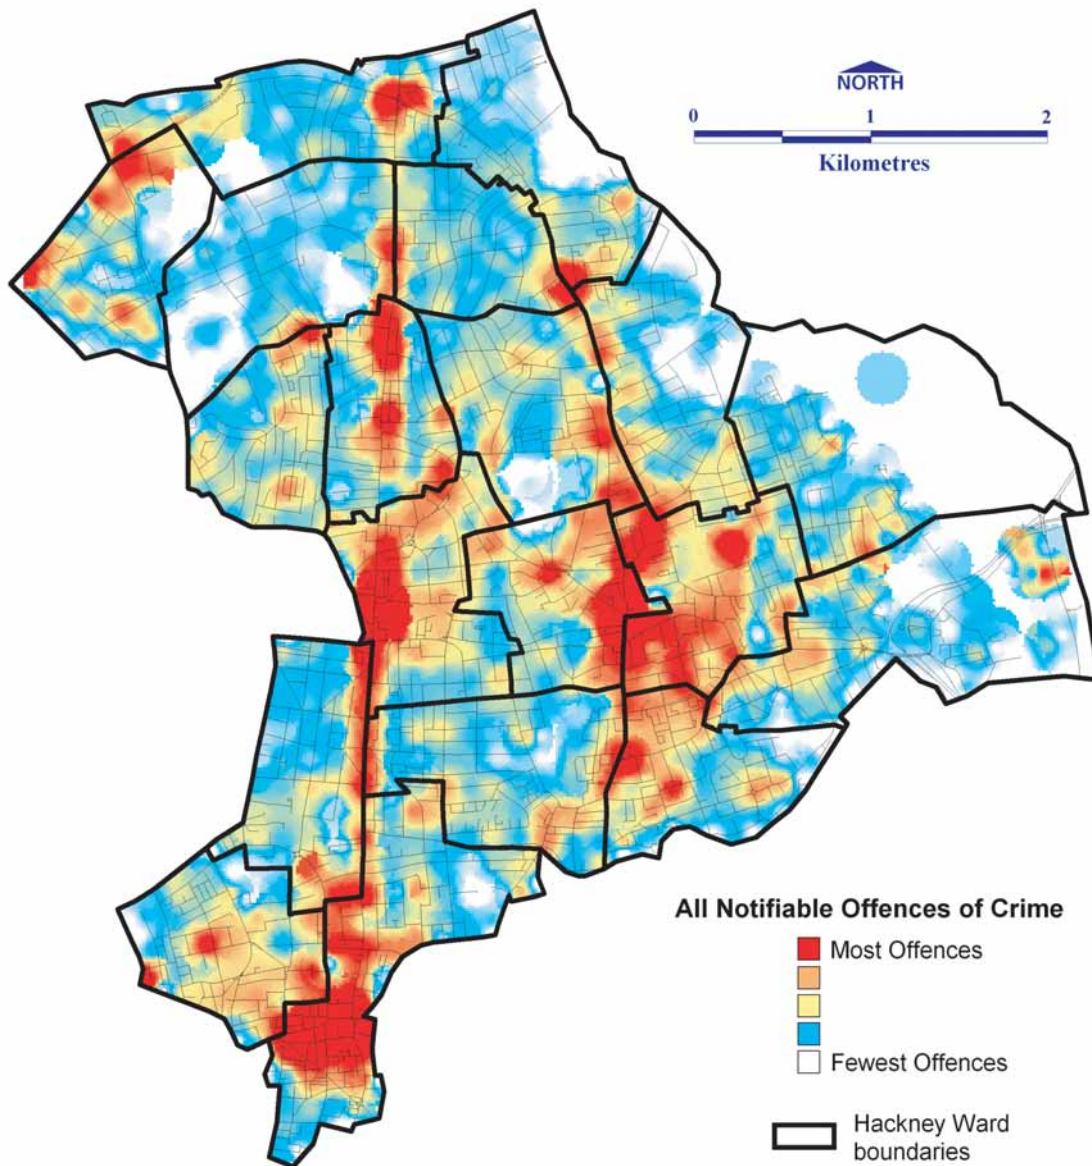 NORTH
0 1 2
Kilometres
All Notifiable Offences of Crime
Most Offences
Fewest Offences
Hackney Ward
boundaries